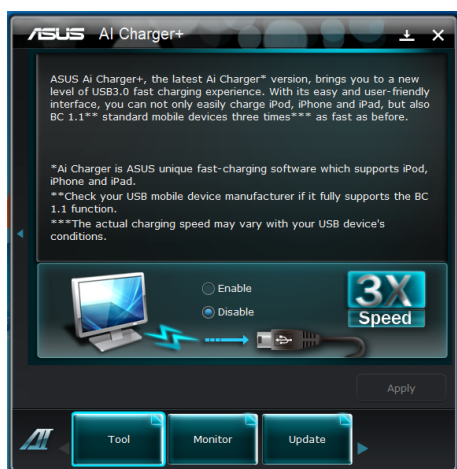 ASUS AI Charger+
ASUS Ai Charger+, the latest Ai Charger* version, brings you to a new
level of USB3.0 fast charging experience. With its easy and user-friendly
interface, you can not only easily charge iPod, iPhone and iPad, but also
BC 1.1** standard mobile devices three times*** as fast as before.
*Ai Charger is ASUS unique fast-charging software which supports iPod,
iPhone and iPad.
**Check your USB mobile device manufacturer if it fully supports the BC
1.1 function.
***The actual charging speed may vary with your USB device's
conditions.
Enable
Disable
3X
Speed
Apply
AI
Tool
Monitor
Update